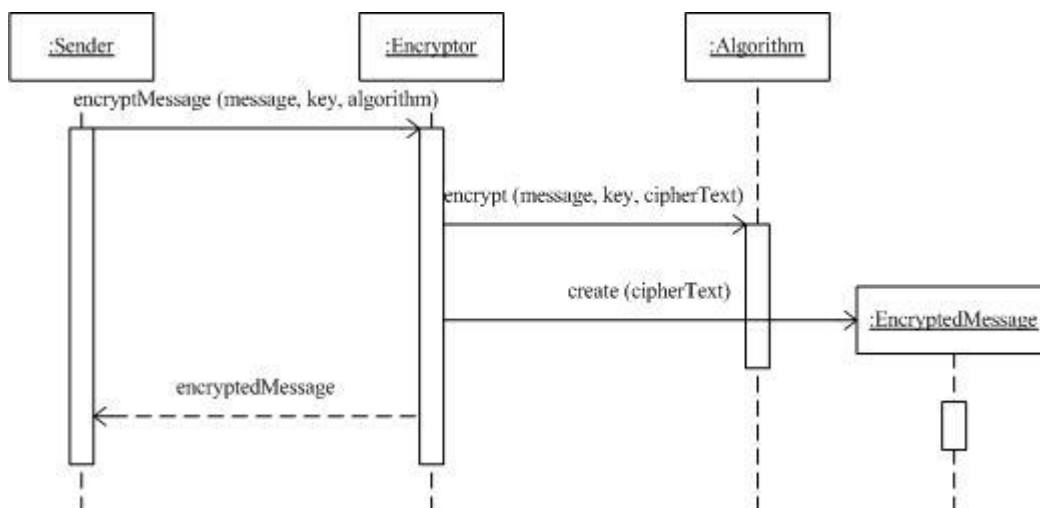 :Sender
:Encryptor
:Algorithm
encryptMessage (message, key, algorithm)
encrypt (message, key, cipherText)
create (cipherText)
:EncryptedMessage
encryptedMessage